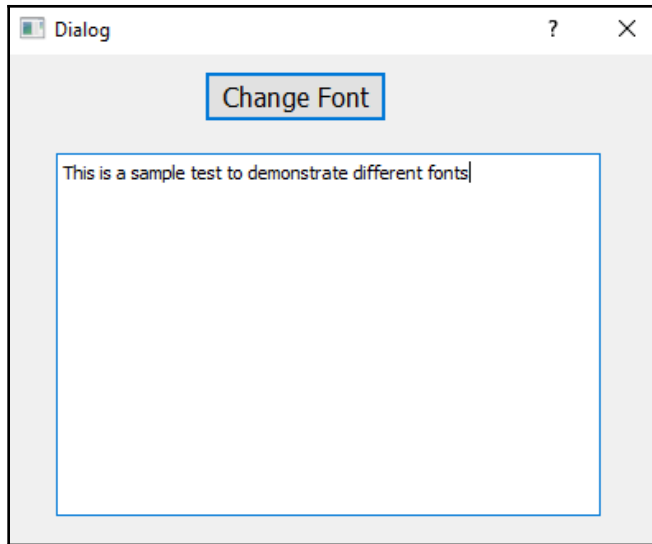 Dialog
?
Change Font
This is a sample test to demonstrate different fonts